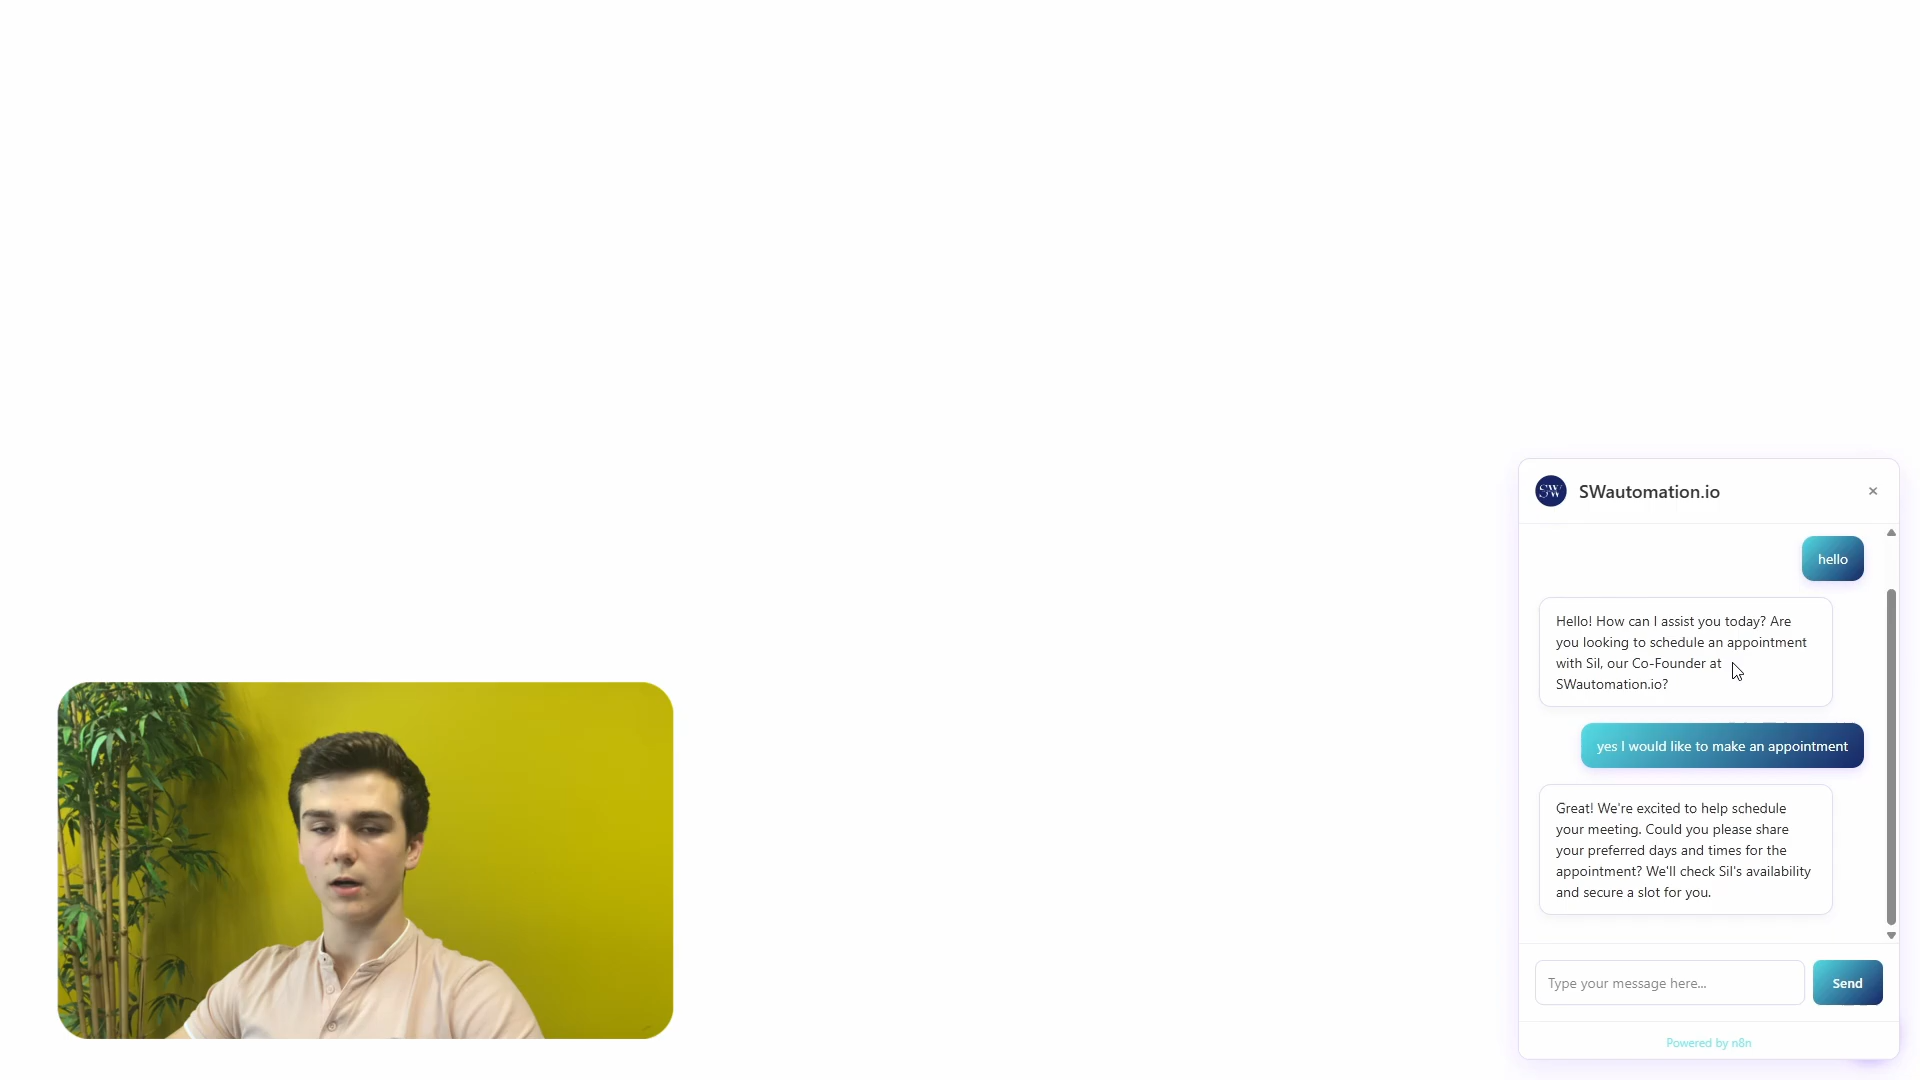 SW
SWautomation.io
×
hello
Hello! How can I assist you today? Are
you looking to schedule an appointment
with Sil, our Co-Founder at
SWautomation.io?
yes I would like to make an appointment
Great! We're excited to help schedule
your meeting. Could you please share
your preferred days and times for the
appointment? We'll check Sil's availability
and secure a slot for you.
Type your message here...
Send
Powered by n8n